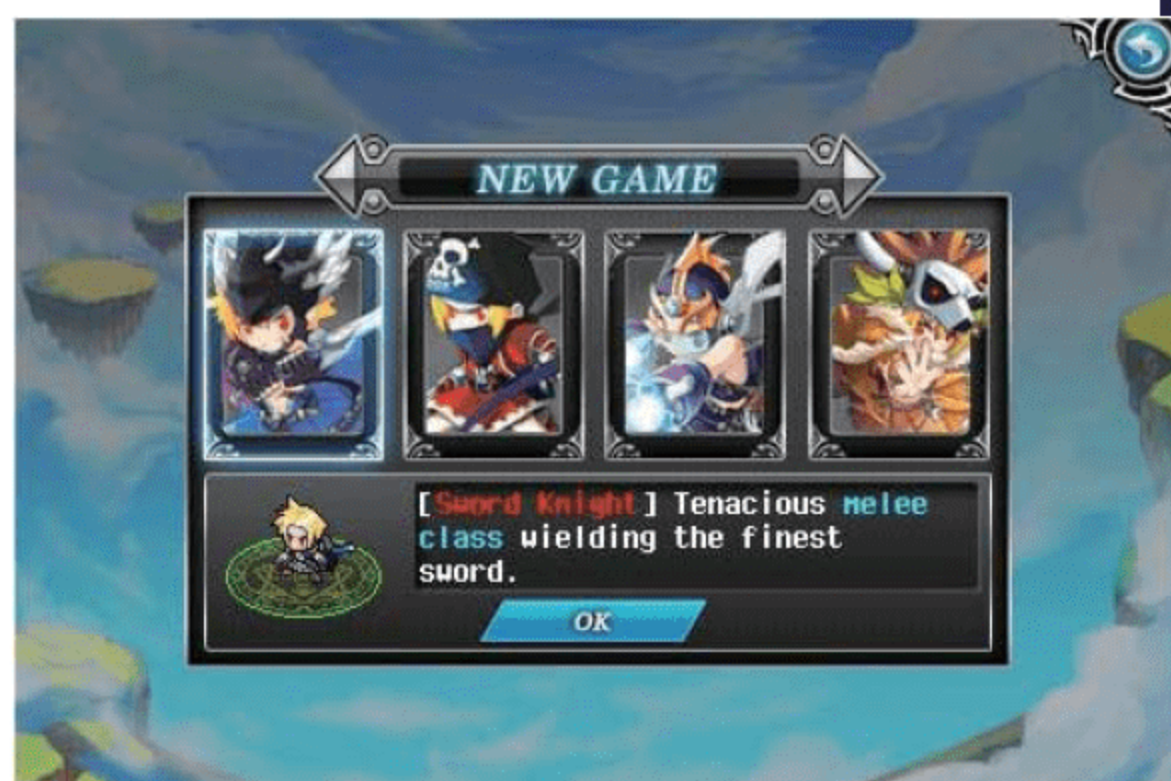 NEW GAME
[Sword Knight] Tenacious melee
class wielding the finest
sword.
OK